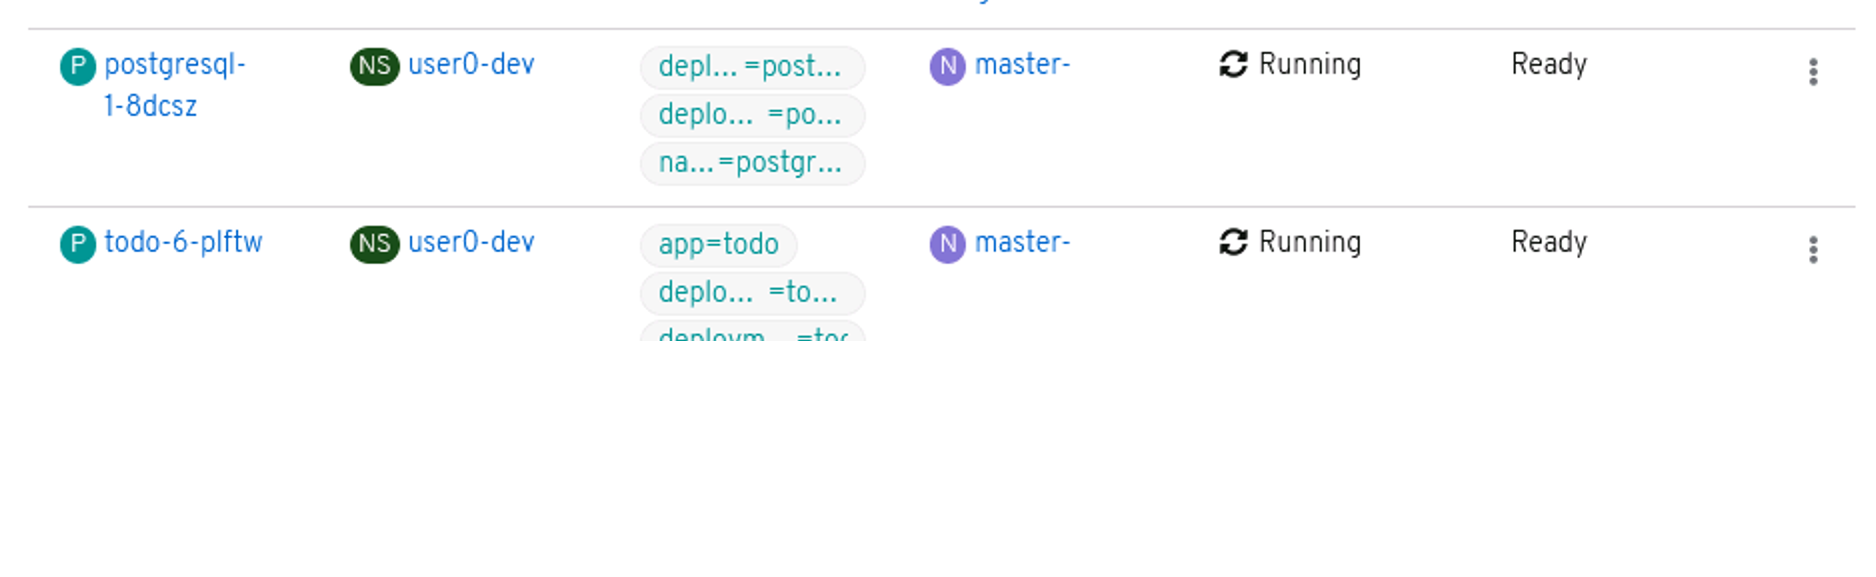 P postgresql- NS user0-dev depl... =post... N master- Running Ready
1-8dcsz deplo... =po...
na...=postgr...
P todo-6-plftw NS user0-dev app=todo N master- Running Ready
deplo... =to...